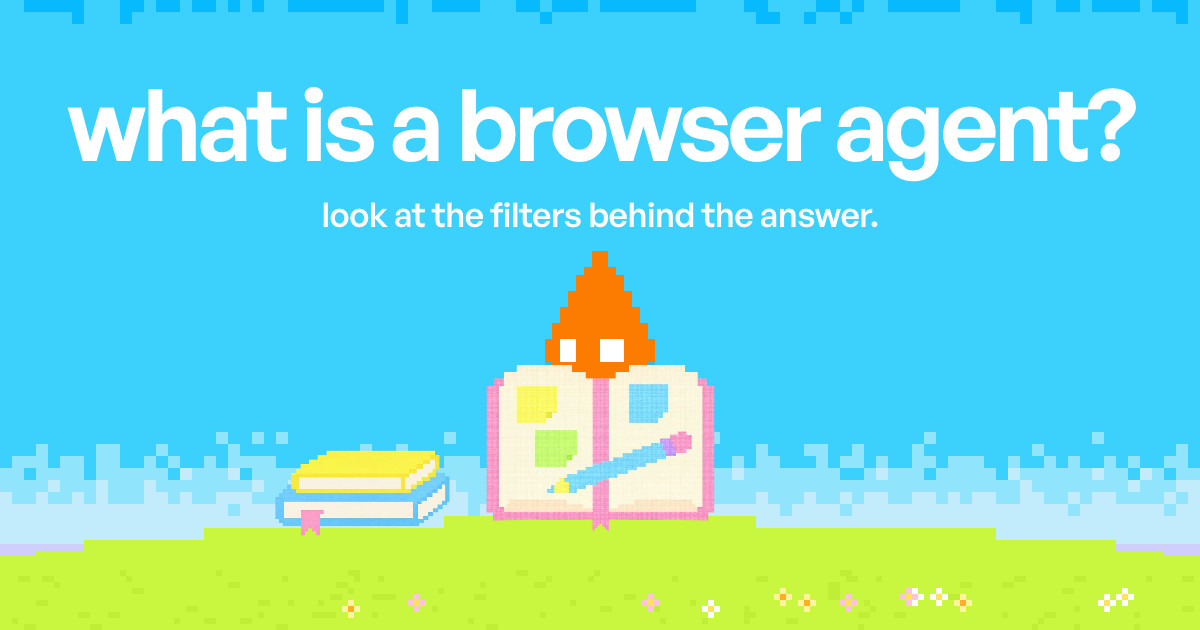 what is a browser agent?
look at the filters behind the answer.